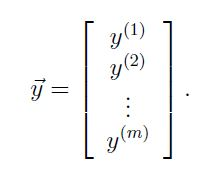 y⃗ = [ y^{(1)}
y^{(2)}
⋮
y^{(m)} ] .